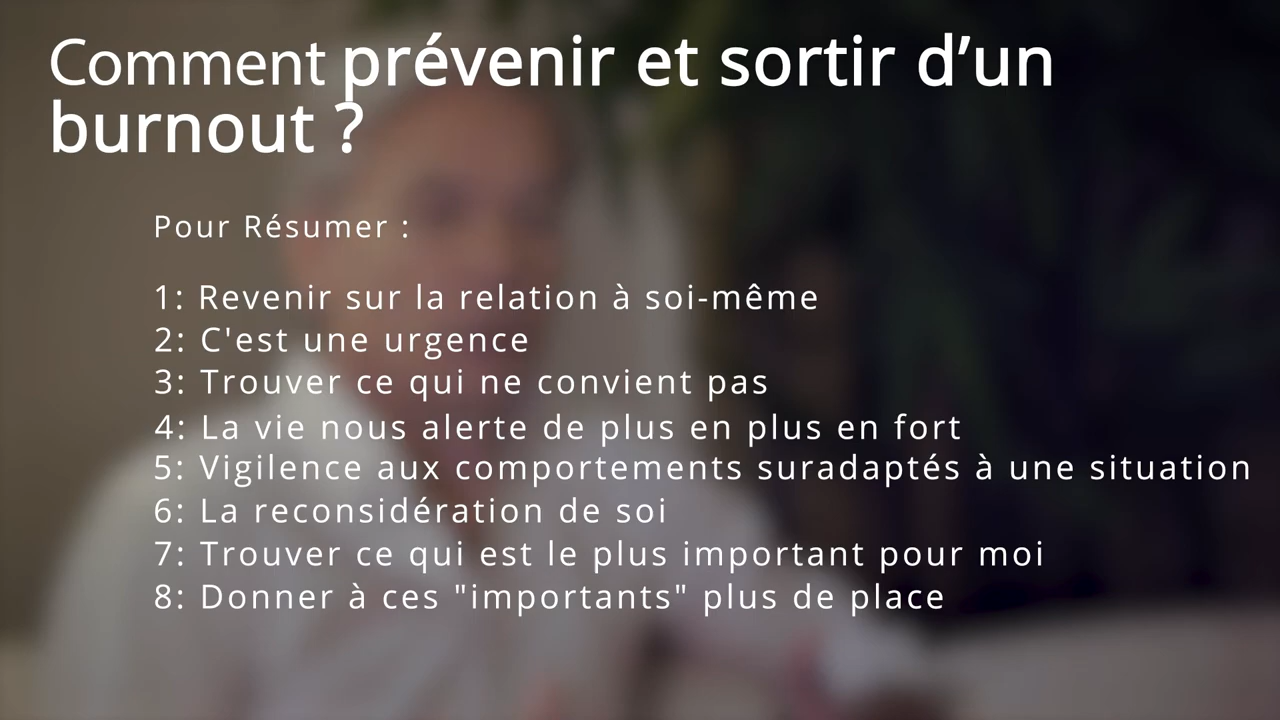 Comment prévenir et sortir d’un
burnout ?
Pour Résumer :
1: Revenir sur la relation à soi-même
2: C'est une urgence
3: Trouver ce qui ne convient pas
4: La vie nous alerte de plus en plus en fort
5: Vigilence aux comportements suradaptés à une situation
6: La reconsidération de soi
7: Trouver ce qui est le plus important pour moi
8: Donner à ces "importants" plus de place